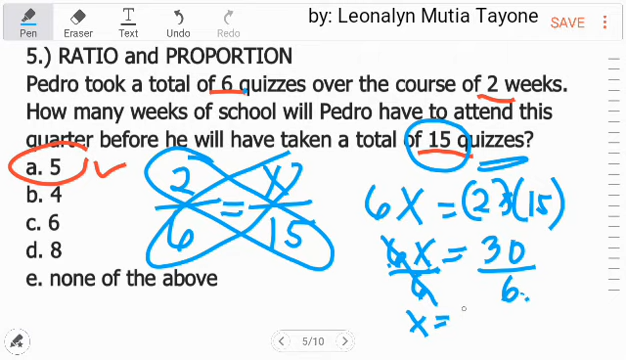 by: Leonalyn Mutia Tayone
SAVE
Pen Eraser Text Undo Redo
5.) RATIO and PROPORTION
Pedro took a total of 6 quizzes over the course of 2 weeks.
How many weeks of school will Pedro have to attend this
quarter before he will have taken a total of 15 quizzes?
a. 5
b. 4
c. 6
d. 8
e. none of the above
2/6 = x/15
6x = (2)(15)
6x/6 = 30/6
x =
5/10